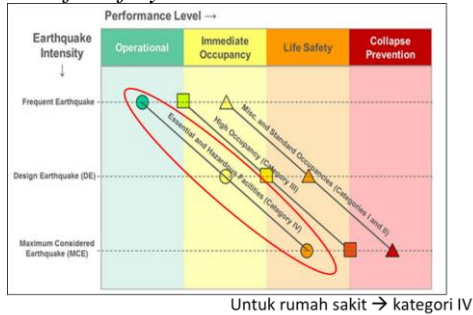 Performance Level →
Earthquake
Intensity
↓
Operational
Immediate
Occupancy
Life Safety
Collapse
Prevention
Frequent Earthquake
Design Earthquake (DE)
Maximum Considered
Earthquake (MCE)
Misc. and Standard Occupancies (Categories I and II)
High Occupancy (Category III)
Essential and Hazardous Facilities (Category IV)
Untuk rumah sakit → kategori IV